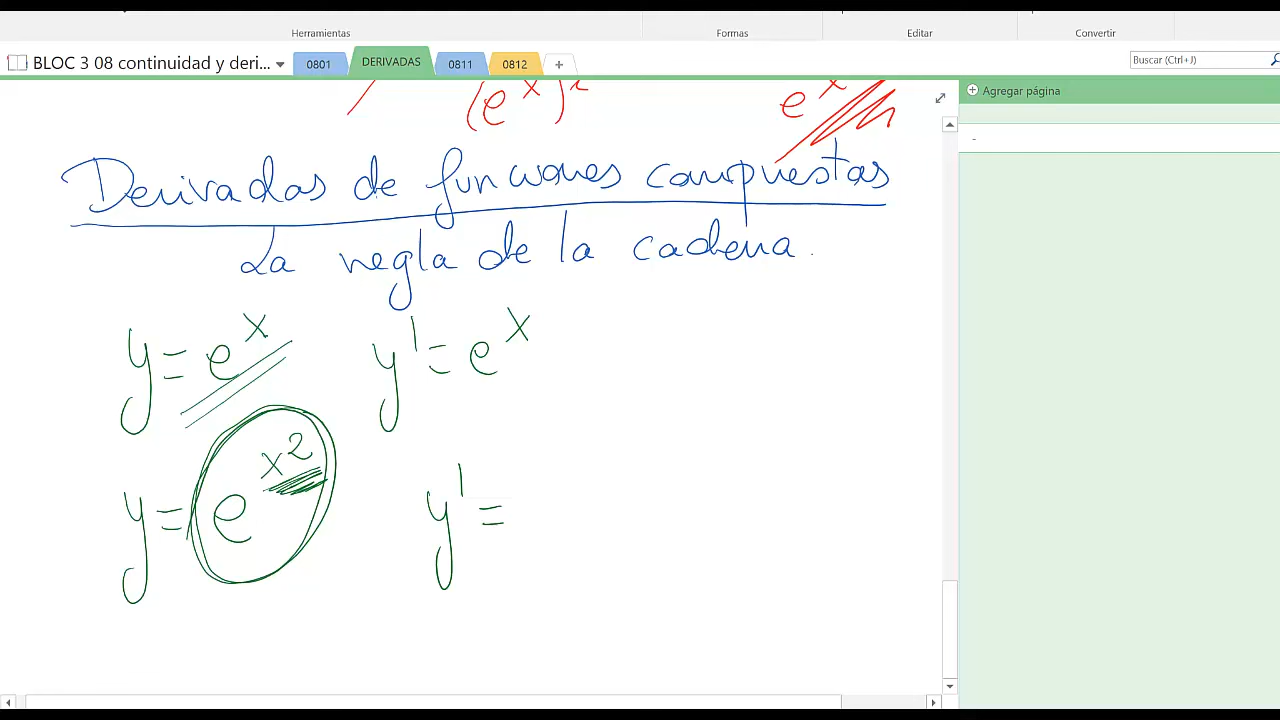 Herramientas Formas Editar Convertir
BLOC 3 08 continuidad y deri... 0801 DERIVADAS 0811 0812 + Buscar (Ctrl+J)
Agregar página
(e^x)² e^x
Derivadas de funciones compuestas
La regla de la cadena.
y = e^x y' = e^x
y = e^x² y' =